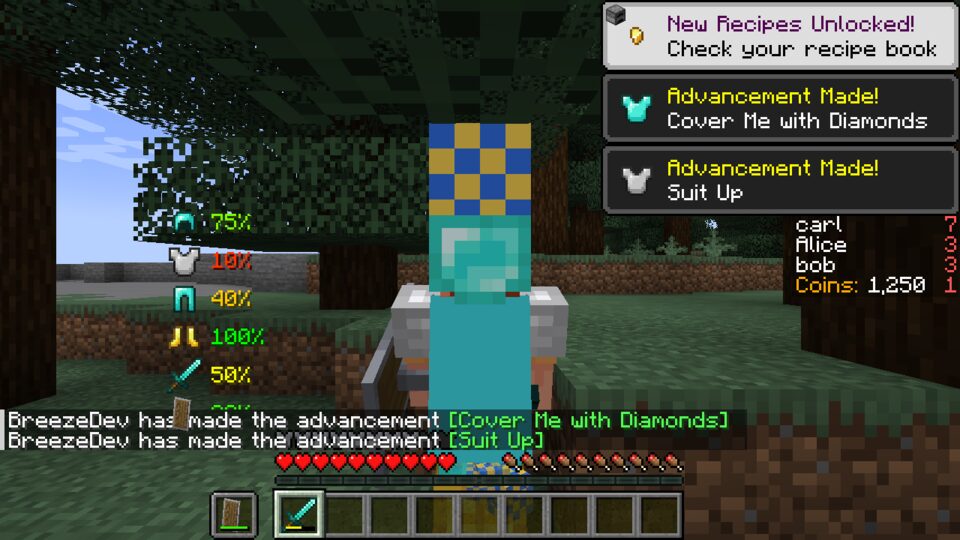 New Recipes Unlocked!
Check your recipe book
Advancement Made!
Cover Me with Diamonds
Advancement Made!
Suit Up
carl 7
Alice 3
bob 3
Coins: 1,250 1
75%
10%
40%
100%
50%
BreezeDev has made the advancement [Cover Me with Diamonds]
BreezeDev has made the advancement [Suit Up]